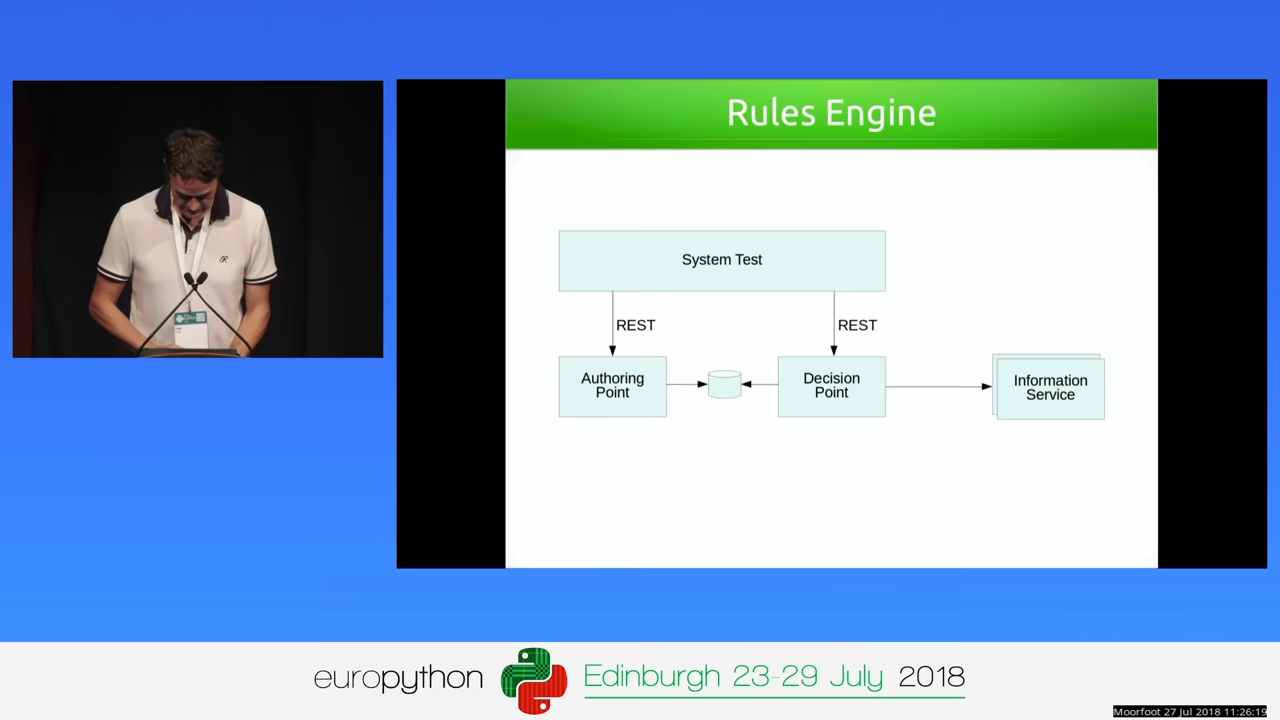 Rules Engine
System Test
REST
REST
Authoring
Point
Decision
Point
Information
Service
europython
Edinburgh 23-29 July 2018
Moorfoot 27 Jul 2018 11:26:19